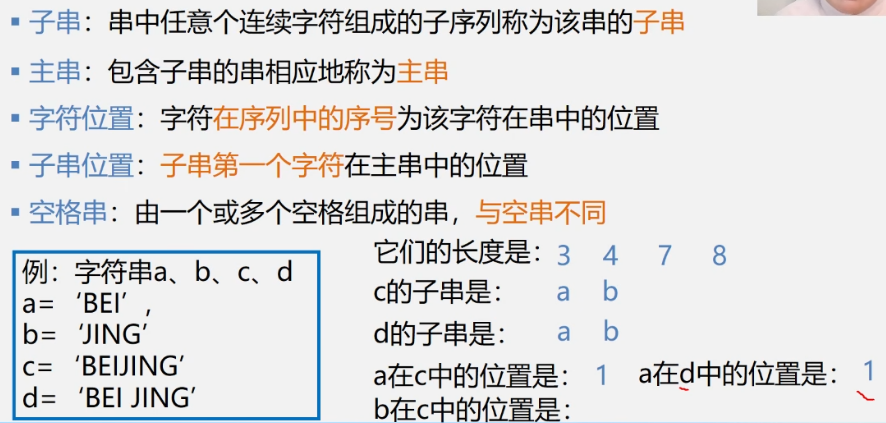 ▪ 子串：串中任意个连续字符组成的子序列称为该串的子串
▪ 主串：包含子串的串相应地称为主串
▪ 字符位置：字符在序列中的序号为该字符在串中的位置
▪ 子串位置：子串第一个字符在主串中的位置
▪ 空格串：由一个或多个空格组成的串，与空串不同
例：字符串a、b、c、d
a= ‘BEI’，
b= ‘JING’
c= ‘BEIJING’
d= ‘BEI JING’
它们的长度是：3 4 7 8
c的子串是： a b
d的子串是： a b
a在c中的位置是： 1 a在d中的位置是： 1
b在c中的位置是：